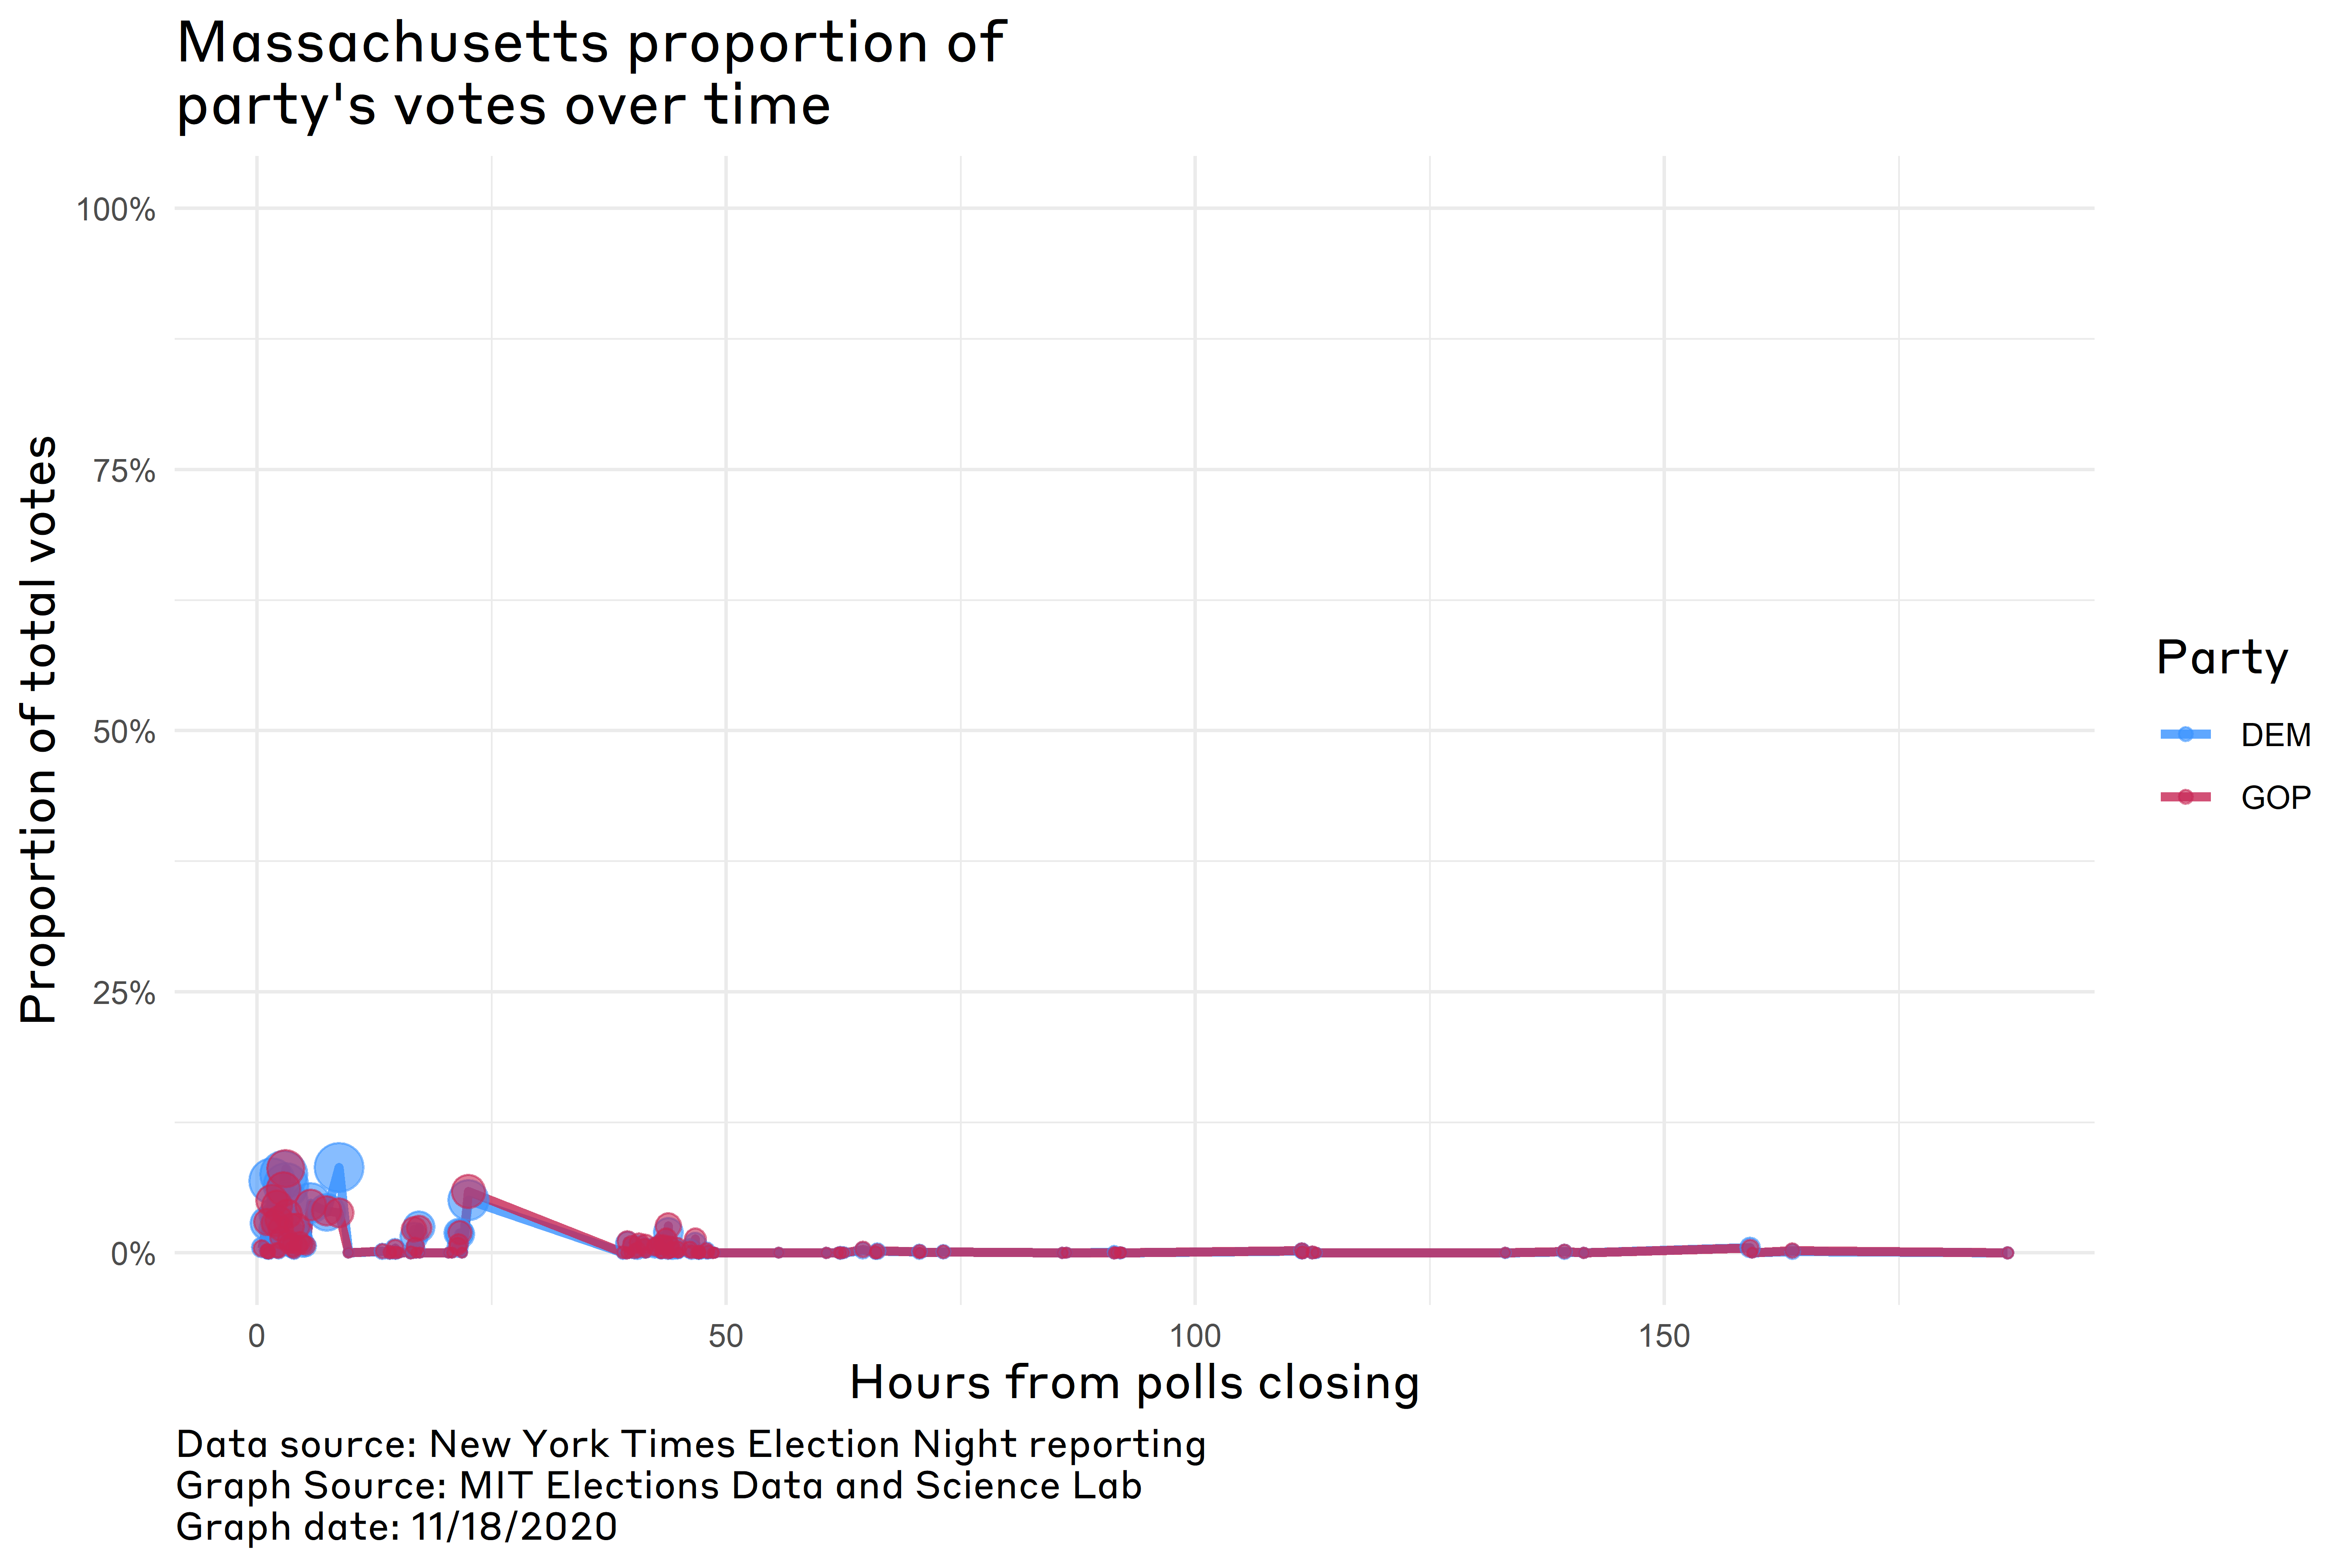 Massachusetts proportion of
party's votes over time
Proportion of total votes
100%
75%
50%
25%
0%
0
50
100
150
Hours from polls closing
Party
DEM
GOP
Data source: New York Times Election Night reporting
Graph Source: MIT Elections Data and Science Lab
Graph date: 11/18/2020